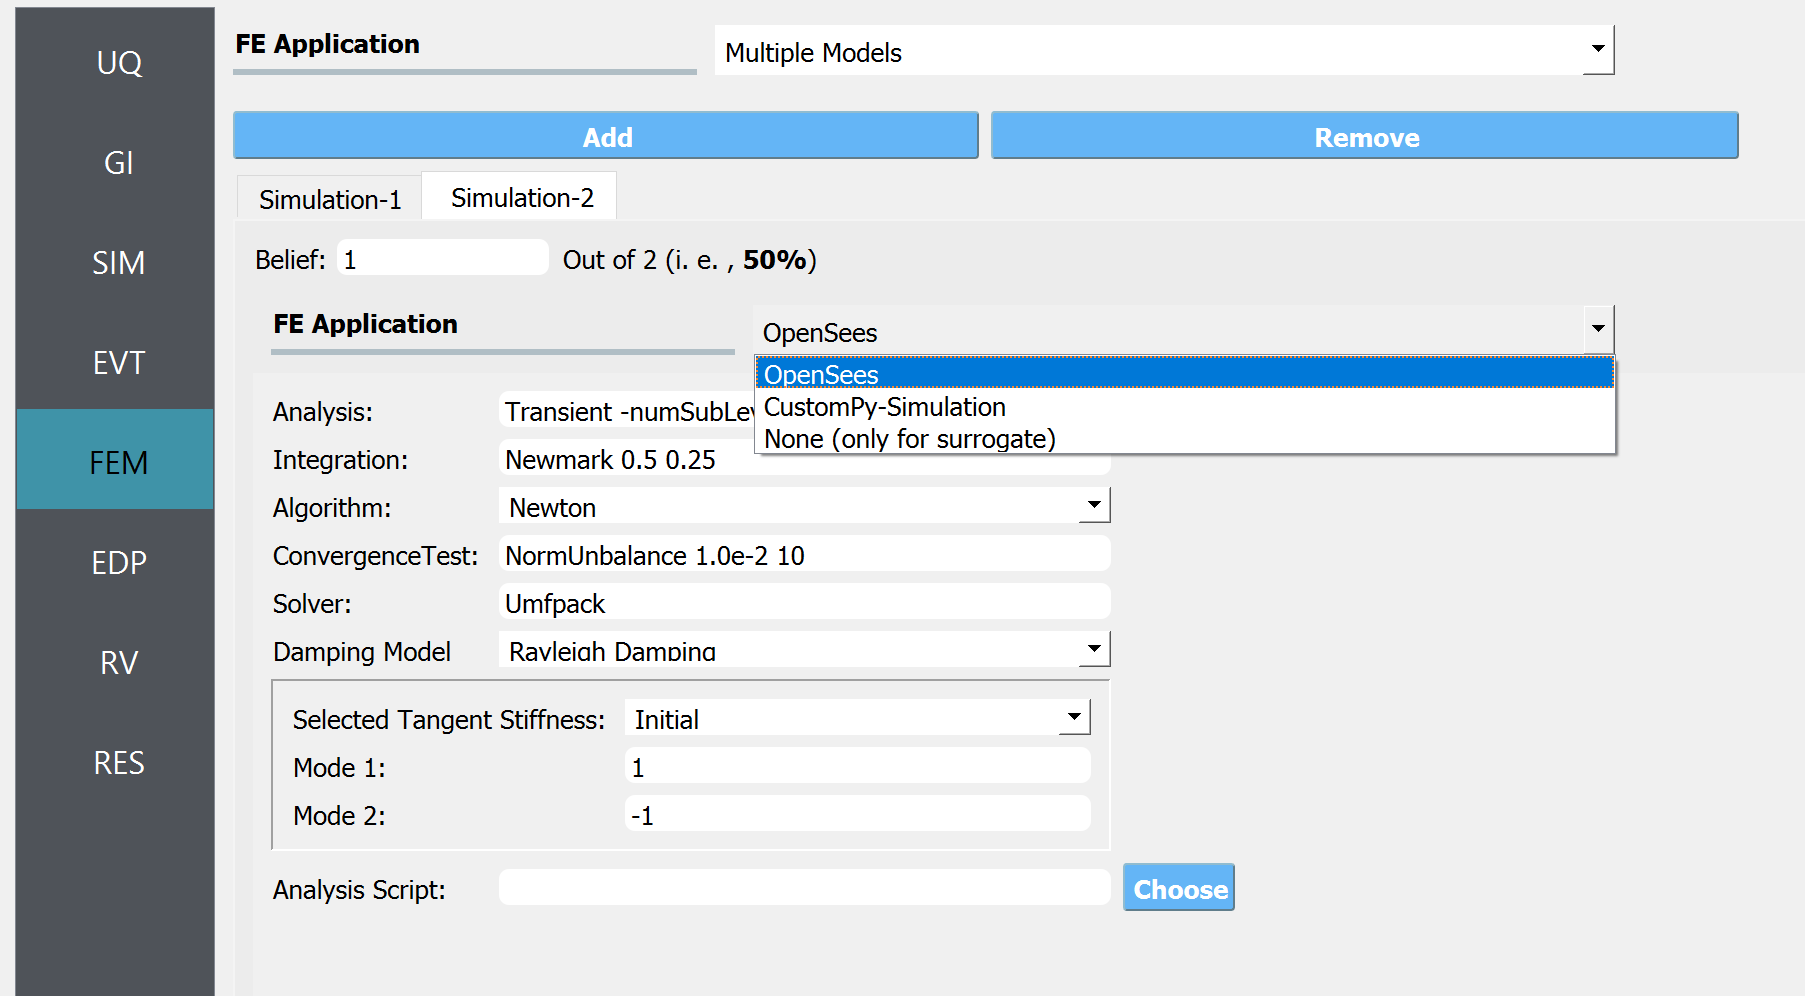 UQ
GI
SIM
EVT
FEM
EDP
RV
RES
FE Application
Multiple Models
Add
Remove
Simulation-1
Simulation-2
Belief: 1 Out of 2 (i. e. , 50%)
FE Application
OpenSees
OpenSees
CustomPy-Simulation
None (only for surrogate)
Analysis: Transient
Integration: Newmark 0.5 0.25
Algorithm: Newton
ConvergenceTest: NormUnbalance 1.0e-2 10
Solver: Umfpack
Damping Model Rayleigh Damping
Selected Tangent Stiffness: Initial
Mode 1: 1
Mode 2: -1
Analysis Script:
Choose